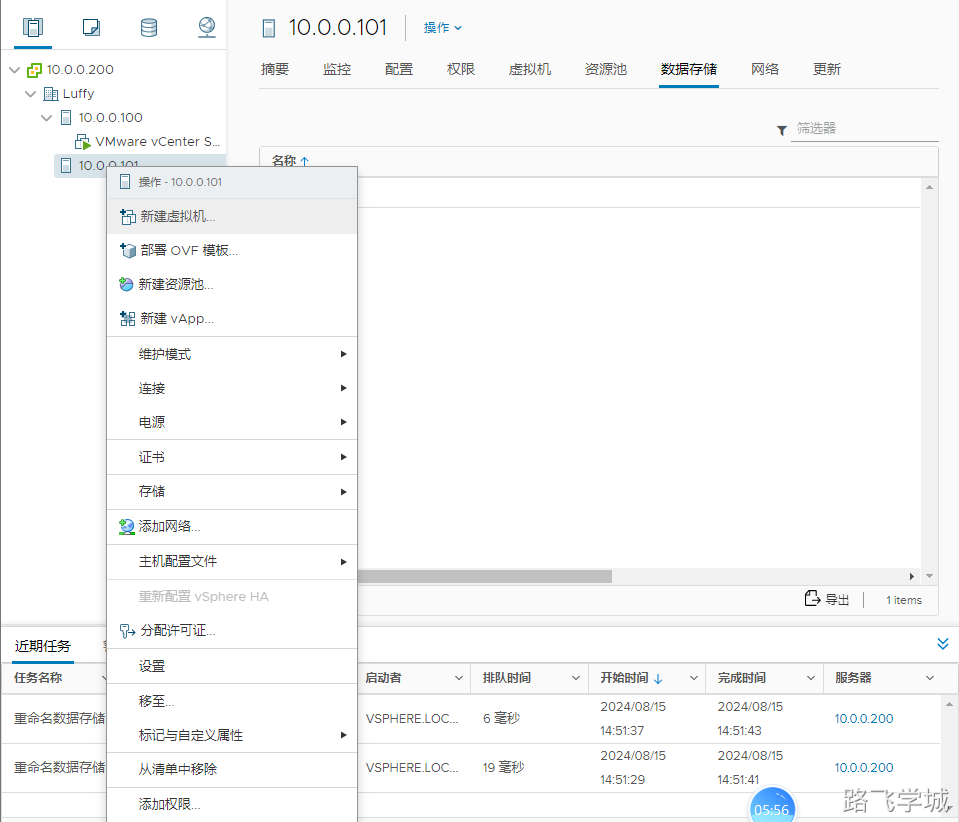 10.0.0.101
操作
摘要 监控 配置 权限 虚拟机 资源池 数据存储 网络 更新
10.0.0.200
Luffy
10.0.0.100
VMware vCenter S...
10.0.0.101
筛选器
名称
操作 - 10.0.0.101
新建虚拟机...
部署 OVF 模板...
新建资源池...
新建 vApp...
维护模式
连接
电源
证书
存储
添加网络...
主机配置文件
重新配置 vSphere HA
分配许可证...
设置
移至...
标记与自定义属性
从清单中移除
添加权限...
导出
1 items
近期任务
任务名称 启动者 排队时间 开始时间 完成时间 服务器
重命名数据存储 VSPHERE.LOC... 6 毫秒 2024/08/15 14:51:37 2024/08/15 14:51:43 10.0.0.200
重命名数据存储 VSPHERE.LOC... 19 毫秒 2024/08/15 14:51:29 2024/08/15 14:51:41 10.0.0.200
05:56
路飞学城